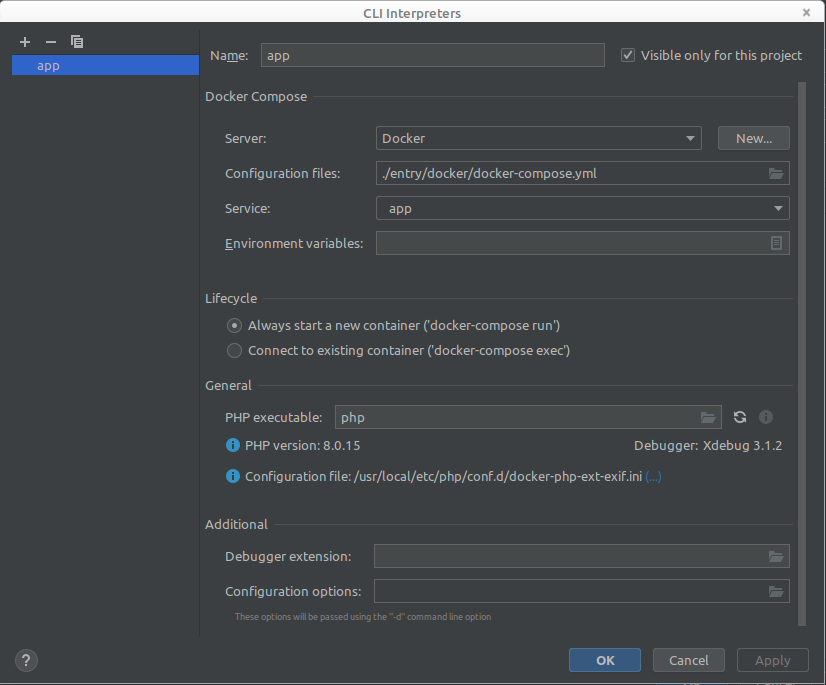 CLI Interpreters
app
Name: app Visible only for this project
Docker Compose
Server: Docker New...
Configuration files: ./entry/docker/docker-compose.yml
Service: app
Environment variables:
Lifecycle
Always start a new container ('docker-compose run')
Connect to existing container ('docker-compose exec')
General
PHP executable: php
PHP version: 8.0.15 Debugger: Xdebug 3.1.2
Configuration file: /usr/local/etc/php/conf.d/docker-php-ext-exif.ini (...)
Additional
Debugger extension:
Configuration options:
These options will be passed using the "-d" command line option
? OK Cancel Apply